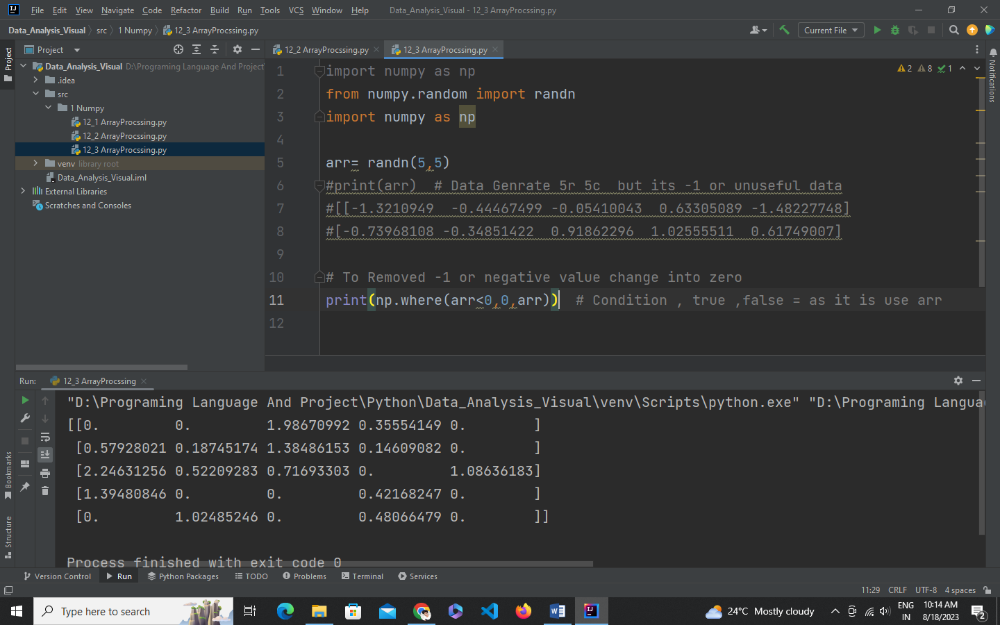 File Edit View Navigate Code Refactor Build Run Tools VCS Window Help Data_Analysis_Visual - 12_3 ArrayProcssing.py
Data_Analysis_Visual src 1 Numpy 12_3 ArrayProcssing.py
Current File
Project
12_2 ArrayProcssing.py
12_3 ArrayProcssing.py
Project
Data_Analysis_Visual D:\Programing Language And Project\
.idea
src
1 Numpy
12_1 ArrayProcssing.py
12_2 ArrayProcssing.py
12_3 ArrayProcssing.py
venv library root
Data_Analysis_Visual.iml
External Libraries
Scratches and Consoles
2 8 1
1 import numpy as np
2 from numpy.random import randn
3 import numpy as np
4
5 arr= randn(5,5)
6 #print(arr)  # Data Genrate 5r 5c  but its -1 or unuseful data
7 #[[-1.3210949  -0.44467499 -0.05410043  0.63305089 -1.48227748]
8 #[-0.73968108 -0.34851422  0.91862296  1.02555511  0.61749007]
9
10 # To Removed -1 or negative value change into zero
11 print(np.where(arr<0,0,arr))  # Condition , true ,false = as it is use arr
12
Notifications
Run: 12_3 ArrayProcssing
"D:\Programing Language And Project\Python\Data_Analysis_Visual\venv\Scripts\python.exe" "D:\Programing Langua
[[0.         0.         1.98670992 0.35554149 0.        ]
[0.57928021 0.18745174 1.38486153 0.14609082 0.        ]
[2.24631256 0.52209283 0.71693303 0.         1.08636183]
[1.39480846 0.         0.         0.42168247 0.        ]
[0.         1.02485246 0.         0.48066479 0.        ]]
Process finished with exit code 0
Bookmarks
Structure
Version Control Run Python Packages TODO Problems Terminal Services
11:29 CRLF UTF-8 4 spaces
Type here to search
24°C Mostly cloudy
ENG
IN
10:14 AM
8/18/2023
2